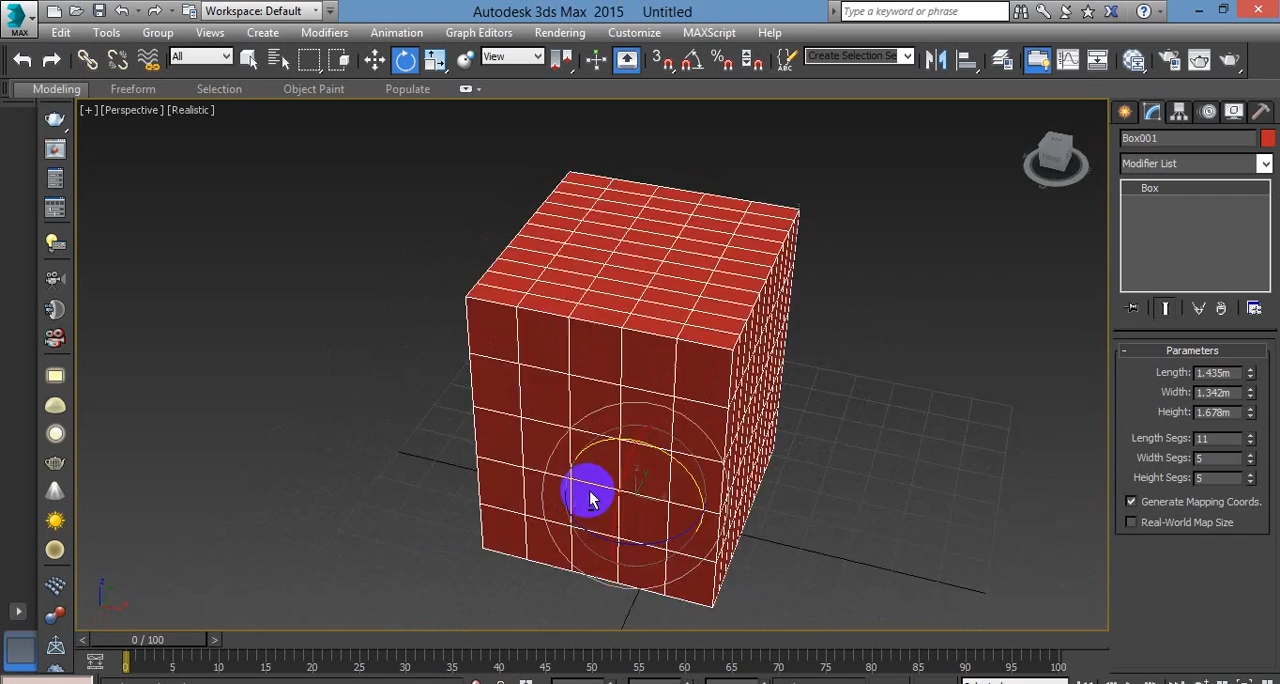 Workspace: Default
Autodesk 3ds Max 2015 Untitled
Type a keyword or phrase
MAX
Edit Tools Group Views Create Modifiers Animation Graph Editors Rendering Customize MAXScript Help
All
View
3
Create Selection Se
Modeling Freeform Selection Object Paint Populate
[+] [Perspective ] [Realistic ]
Box001
Modifier List
Box
Parameters
Length: 1.435m
Width: 1.342m
Height: 1.678m
Length Segs: 11
Width Segs: 5
Height Segs: 5
Generate Mapping Coords.
Real-World Map Size
z
z
x
0 / 100
0 5 10 15 20 25 30 35 40 45 50 55 60 65 70 75 80 85 90 95 100